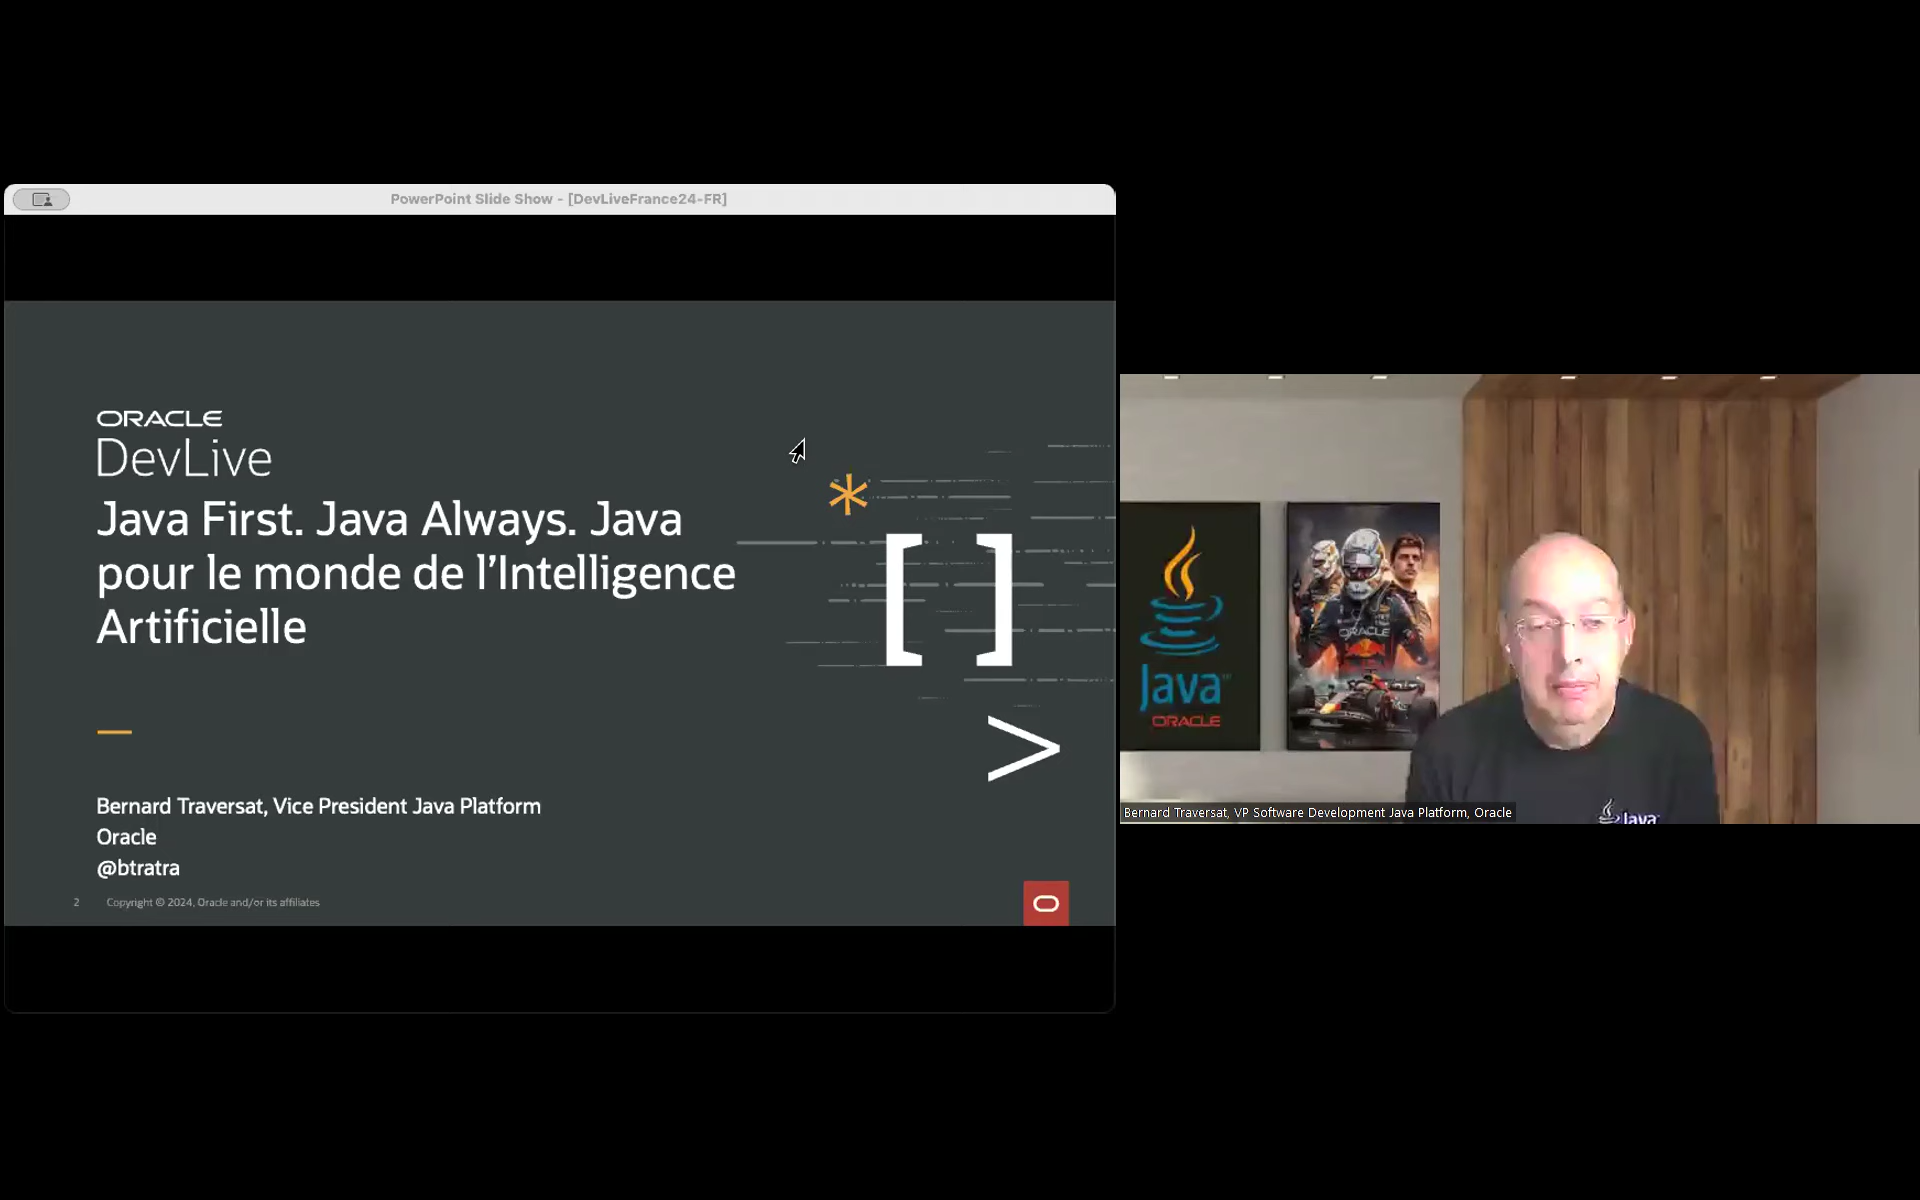 PowerPoint Slide Show - [DevLiveFrance24-FR]
ORACLE
DevLive
Java First. Java Always. Java
pour le monde de l’Intelligence
Artificielle
* [ ] >
Bernard Traversat, Vice President Java Platform
Oracle
@btratra
2 Copyright © 2024, Oracle and/or its affiliates
Java
ORACLE
ORACLE
Bernard Traversat, VP Software Development Java Platform, Oracle
Java